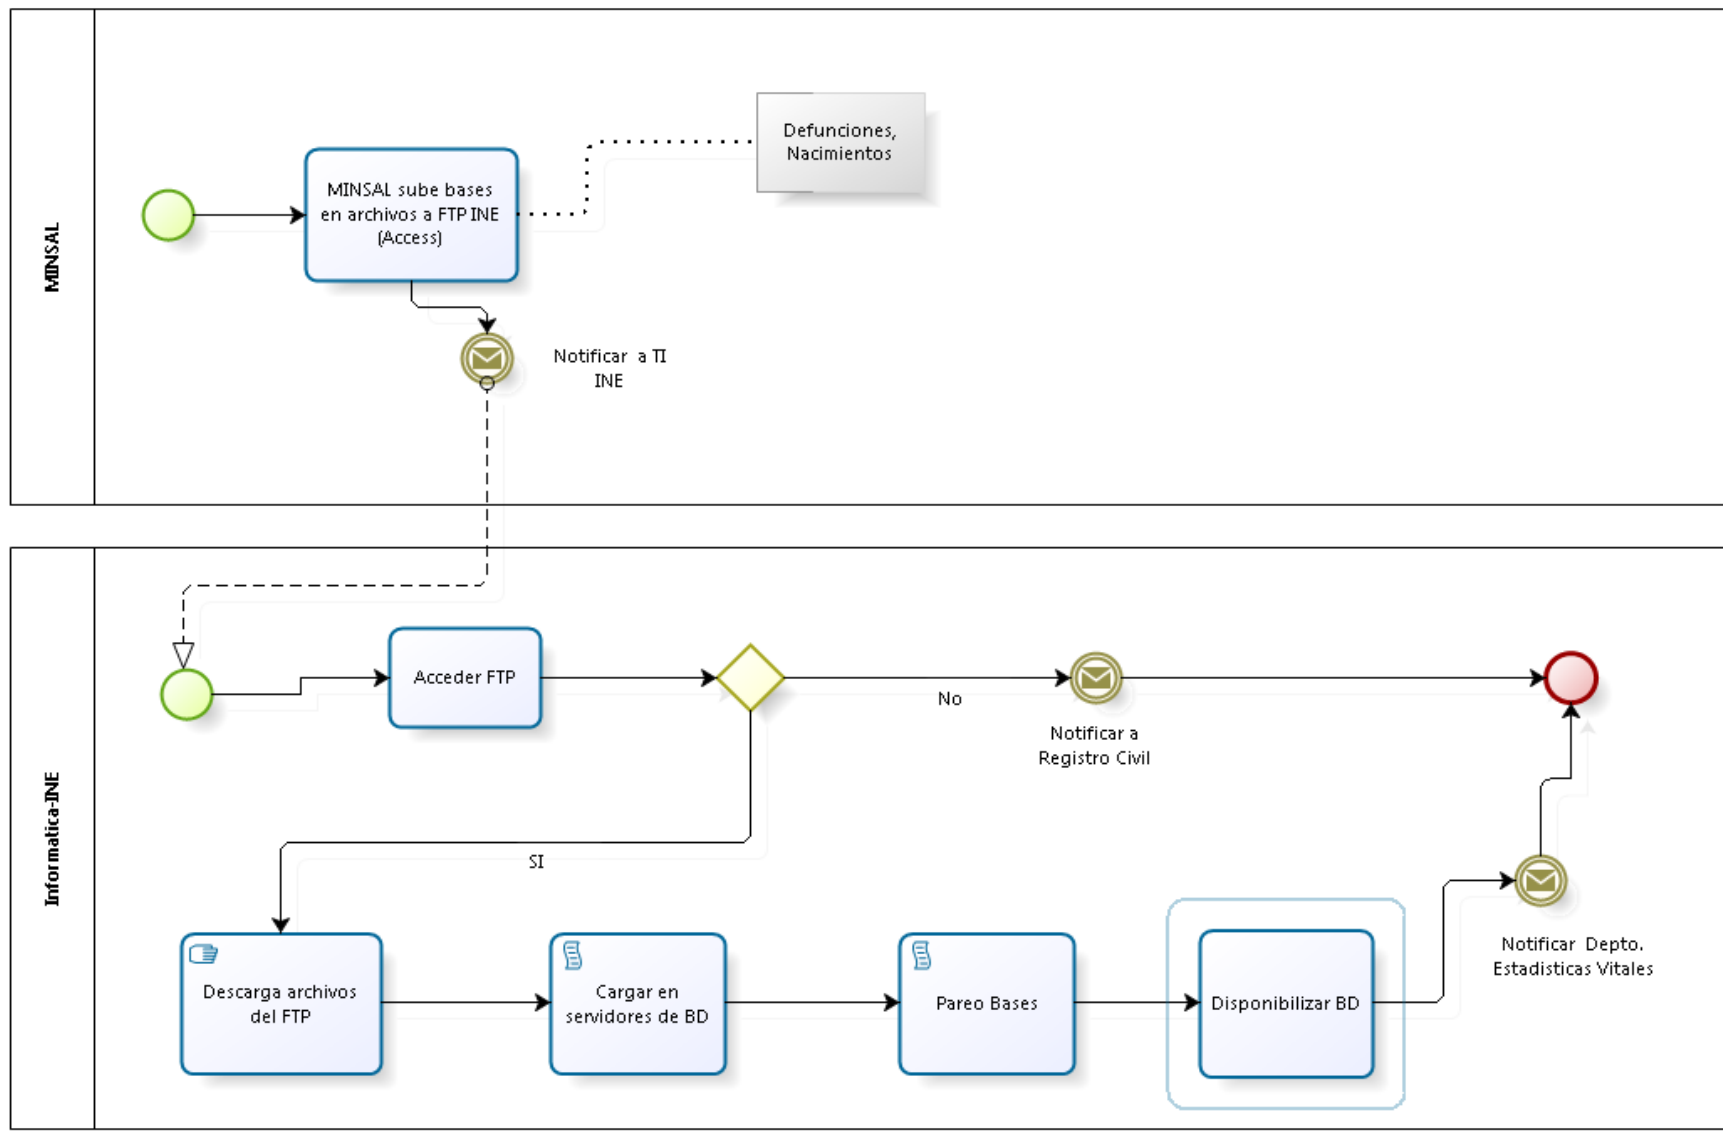 MINSAL
Defunciones,
Nacimientos
MINSAL sube bases
en archivos a FTP INE
(Access)
Notificar a TI
INE
Informatica-INE
Acceder FTP
No
Notificar a
Registro Civil
SI
Descarga archivos
del FTP
Cargar en
servidores de BD
Pareo Bases
Disponibilizar BD
Notificar Depto.
Estadisticas Vitales